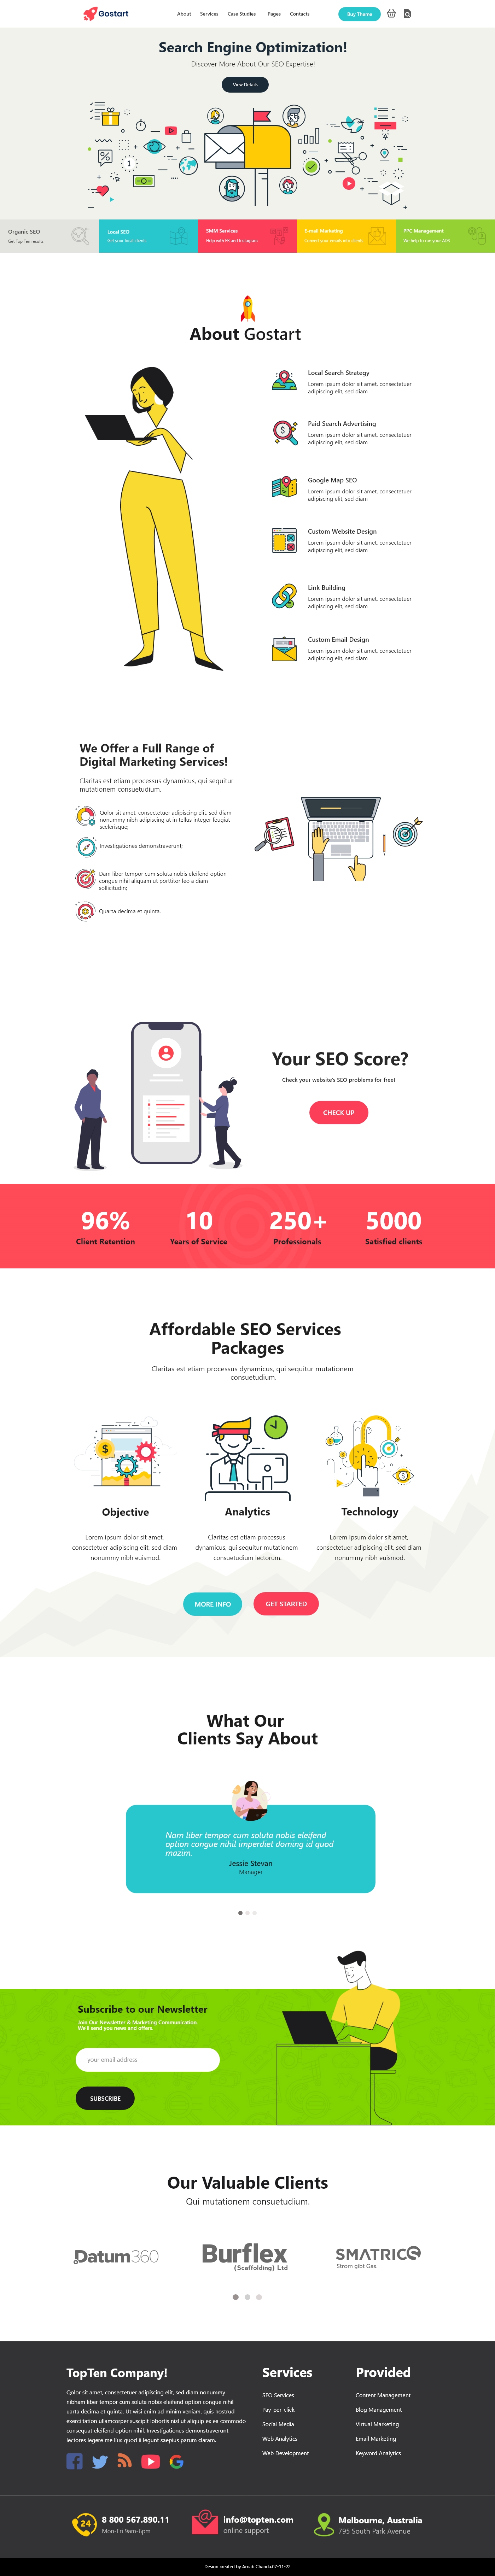 Gostart
About Services Case Studies Pages Contacts
Buy Theme
Search Engine Optimization!
Discover More About Our SEO Expertise!
View Details
1
Organic SEO
Get Top Ten results
Local SEO
Get your local clients
SMM Services
Help with FB and Instagram
E-mail Marketing
PPC Management
We help to run your ADS
About Gostart
Local Search Strategy
Lorem ipsum dolor sit amet, consectetuer
adipiscing elit, sed diam
Paid Search Advertising
Lorem ipsum dolor sit amet, consectetuer
adipiscing elit, sed diam
Google Map SEO
Lorem ipsum dolor sit amet, consectetuer
adipiscing elit, sed diam
Custom Website Design
Lorem ipsum dolor sit amet, consectetuer
adipiscing elit, sed diam
Link Building
Lorem ipsum dolor sit amet, consectetuer
adipiscing elit, sed diam
Custom Email Design
Lorem ipsum dolor sit amet, consectetuer
adipiscing elit, sed diam
We Offer a Full Range of
Digital Marketing Services!
Claritas est etiam processus dynamicus, qui sequitur
mutationem consuetudium.
Qolor sit amet, consectetuer adipiscing elit, sed diam
nonummy nibh adipiscing at in tellus integer feugiat
scelerisque;
Investigationes demonstraverunt;
Dam liber tempor cum soluta nobis eleifend option
congue nihil aliquam ut porttitor leo a diam
sollicitudin;
Quarta decima et quinta.
Your SEO Score?
Check your website's SEO problems for free!
CHECK UP
96%
Client Retention
10
Years of Service
250+
Professionals
5000
Satisfied clients
Affordable SEO Services
Packages
Claritas est etiam processus dynamicus, qui sequitur mutationem
consuetudium.
Objective
Lorem ipsum dolor sit amet,
consectetuer adipiscing elit, sed diam
nonummy nibh euismod.
Analytics
Claritas est etiam processus
dynamicus, qui sequitur mutationem
consuetudium lectorum.
Technology
Lorem ipsum dolor sit amet,
consectetuer adipiscing elit, sed diam
nonummy nibh euismod.
MORE INFO
GET STARTED
What Our
Clients Say About
Nam liber tempor cum soluta nobis eleifend
option congue nihil imperdiet doming id quod
mazim.
Jessie Stevan
Manager
Subscribe to our Newsletter
Join Our Newsletter & Marketing Communication.
We'll send you news and offers.
your email address
SUBSCRIBE
Our Valuable Clients
Qui mutationem consuetudium.
Datum360
Burflex
(Scaffolding) Ltd
SMATRICS
Strom gibt Gas.
TopTen Company!
Qolor sit amet, consectetuer adipiscing elit, sed diam nonummy
nibham liber tempor cum soluta nobis eleifend option congue nihil
uarta decima et quinta. Ut wisi enim ad minim veniam, quis nostrud
exerci tation ullamcorper suscipit lobortis nisl ut aliquip ex ea commodo
consequat eleifend option nihil. Investigationes demonstraverunt
lectores legere me lius quod ii legunt saepius parum claram.
Services
SEO Services
Pay-per-click
Social Media
Web Analytics
Web Development
Provided
Content Management
Blog Management
Virtual Marketing
Email Marketing
Keyword Analytics
24
8 800 567.890.11
Mon-Fri 9am-6pm
info@topten.com
online support
Melbourne, Australia
795 South Park Avenue
Design created by Arnab Chanda.07-11-22